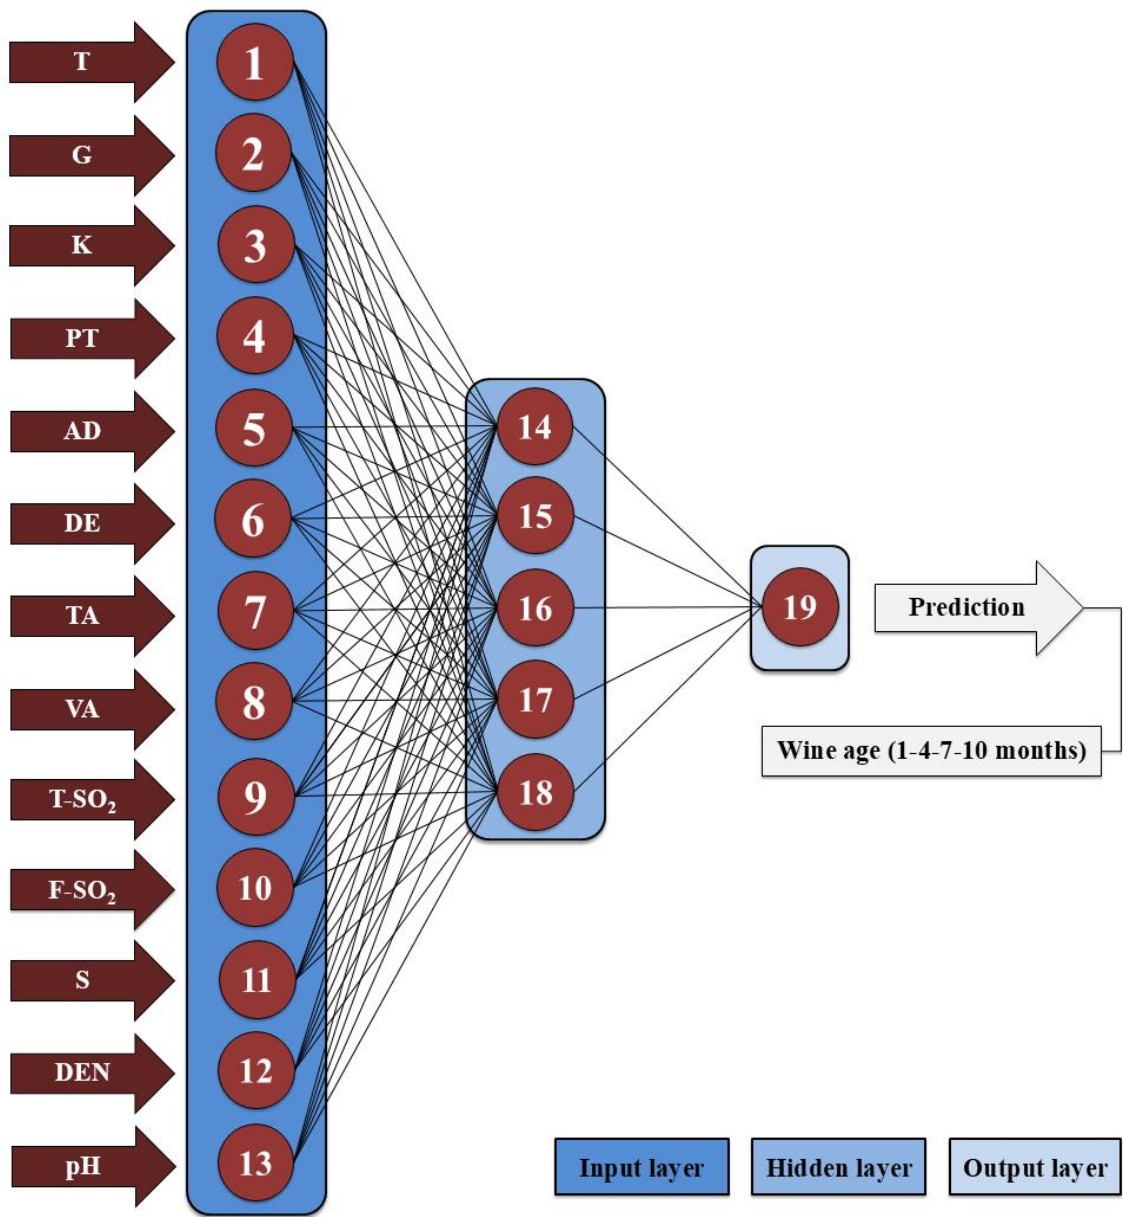 T
1
G
2
K
3
PT
4
AD
5
DE
6
TA
7
VA
8
T-SO₂
9
F-SO₂
10
S
11
DEN
12
pH
13
14
15
16
17
18
19
Prediction
Wine age (1-4-7-10 months)
Input layer
Hidden layer
Output layer